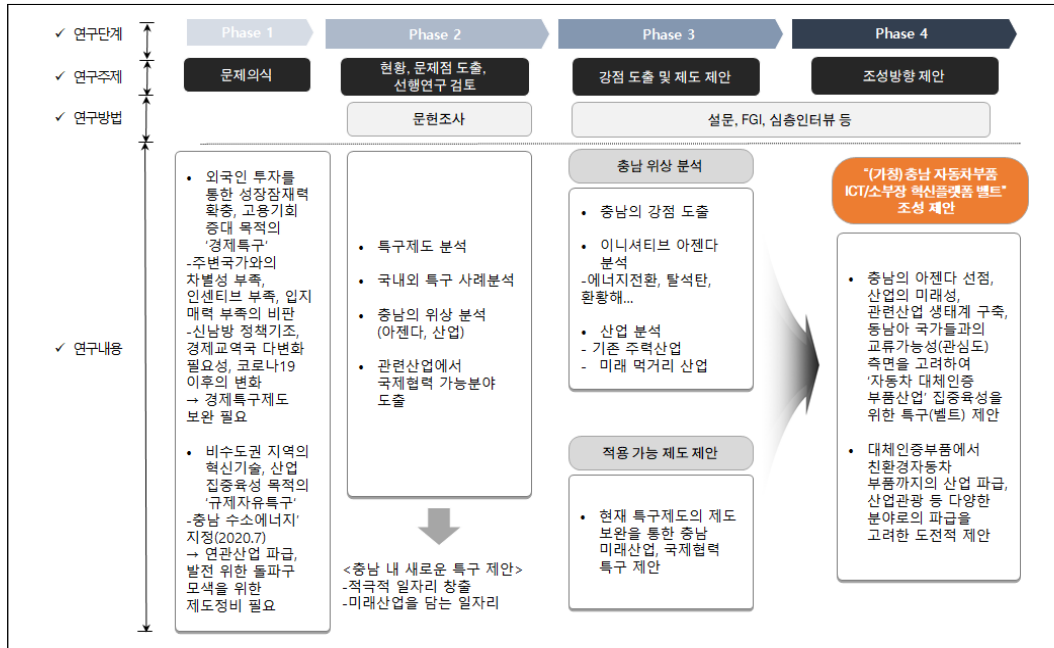 ✓ 연구단계
Phase 1
Phase 2
Phase 3
Phase 4
✓ 연구주제
문제의식
현황, 문제점 도출,
선행연구 검토
강점 도출 및 제도 제안
조성방향 제안
✓ 연구방법
문헌조사
설문, FGI, 심층인터뷰 등
✓ 연구내용
• 외국인 투자를
통한 성장잠재력
확충, 고용기회
증대 목적의
'경제특구'
-주변국가와의
차별성 부족,
인센티브 부족, 입지
매력 부족의 비판
-신남방 정책기조,
경제교역국 다변화
필요성, 코로나19
이후의 변화
→ 경제특구제도
보완 필요
• 비수도권 지역의
혁신기술, 산업
집중육성 목적의
'규제자유특구'
-충남 수소에너지'
지정(2020.7)
→ 연관산업 파급,
발전 위한 돌파구
모색을 위한
제도정비 필요
• 특구제도 분석
• 국내외 특구 사례분석
• 충남의 위상 분석
(아젠다, 산업)
• 관련산업에서
국제협력 가능분야
도출
<충남 내 새로운 특구 제안>
-적극적 일자리 창출
-미래산업을 담는 일자리
충남 위상 분석
• 충남의 강점 도출
• 이니셔티브 아젠다
분석
-에너지전환, 탈석탄,
환황해...
• 산업 분석
- 기존 주력산업
- 미래 먹거리 산업
적용 가능 제도 제안
• 현재 특구제도의 제도
보완을 통한 충남
미래산업, 국제협력
특구 제안
"(가칭)충남 자동차부품
ICT/소부장 혁신플랫폼 벨트"
조성 제안
• 충남의 아젠다 선점,
산업의 미래성,
관련산업 생태계 구축,
동남아 국가들과의
교류가능성(관심도)
측면을 고려하여
'자동차 대체인증
부품산업' 집중육성을
위한 특구(벨트) 제안
• 대체인증부품에서
친환경자동차
부품까지의 산업 파급,
산업관광 등 다양한
분야로의 파급을
고려한 도전적 제안